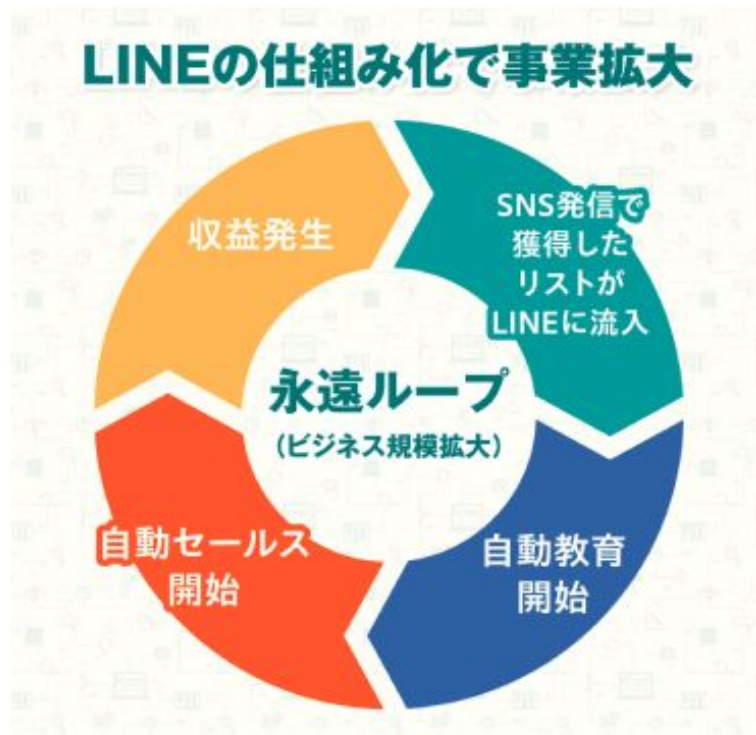 LINEの仕組み化で事業拡大
SNS発信で
獲得した
リストが
LINEに流入
自動教育
開始
自動セールス
開始
収益発生
永遠ループ
(ビジネス規模拡大)